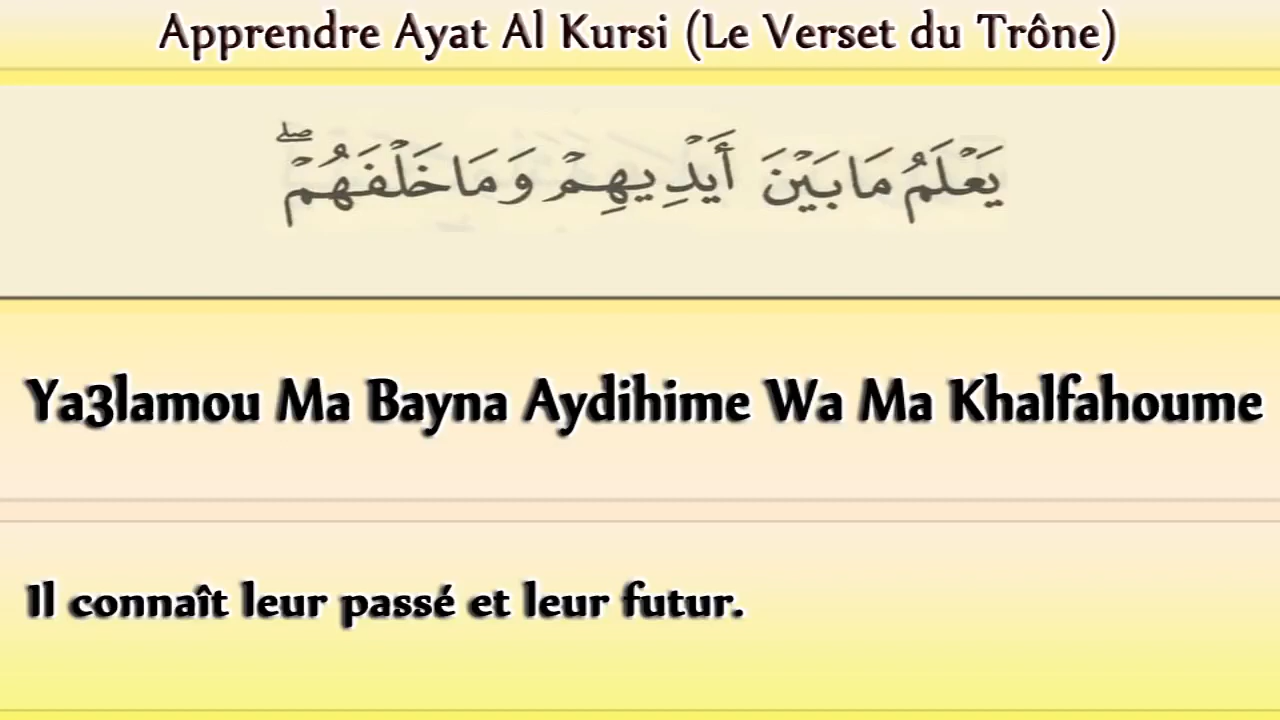 Apprendre Ayat Al Kursi (Le Verset du Trône)
يَعْلَمُ مَا بَيْنَ أَيْدِيهِمْ وَمَا خَلْفَهُمْ ۖ
Ya3lamou Ma Bayna Aydihime Wa Ma Khalfahoume
Il connaît leur passé et leur futur.